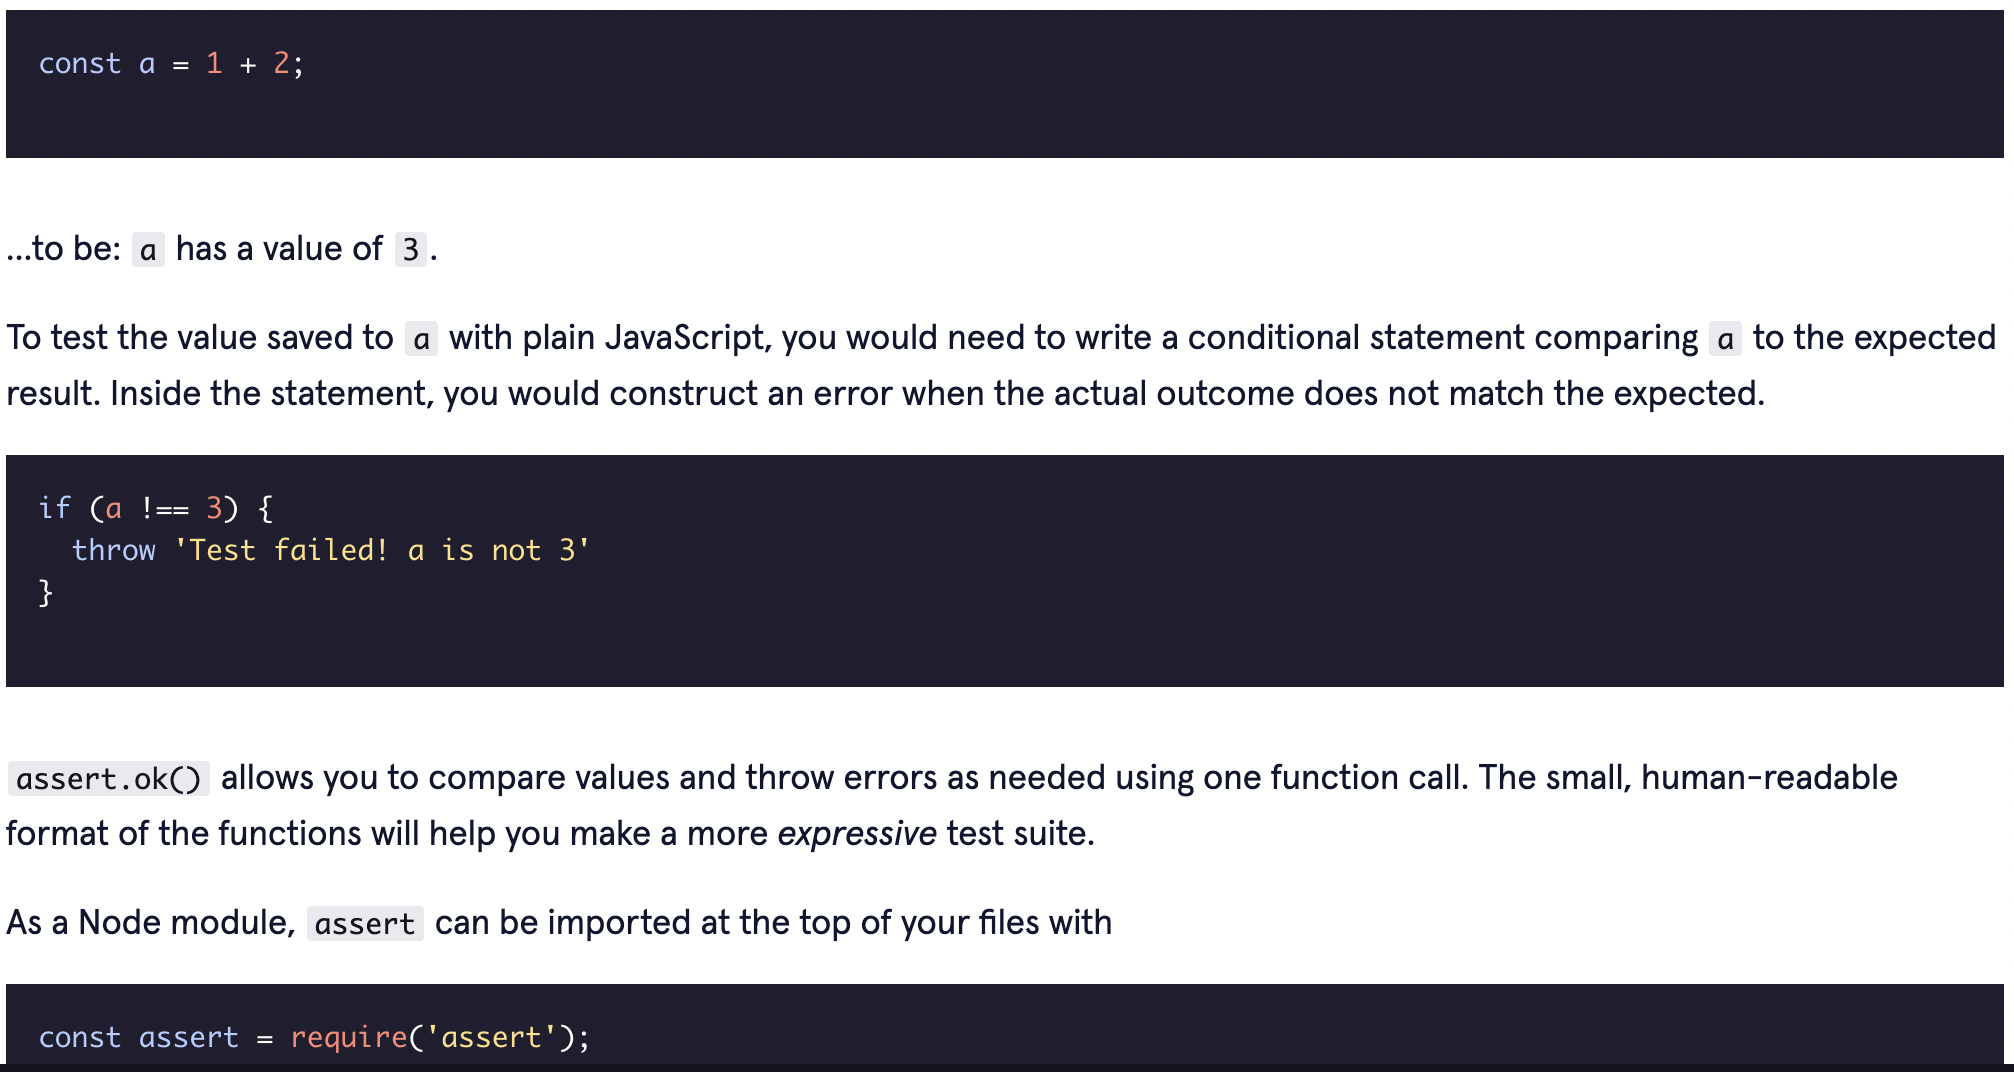 const a = 1 + 2;
...to be: a has a value of 3.
To test the value saved to a with plain JavaScript, you would need to write a conditional statement comparing a to the expected
result. Inside the statement, you would construct an error when the actual outcome does not match the expected.
if (a !== 3) {
  throw 'Test failed! a is not 3'
}
assert.ok() allows you to compare values and throw errors as needed using one function call. The small, human-readable
format of the functions will help you make a more expressive test suite.
As a Node module, assert can be imported at the top of your files with
const assert = require('assert');